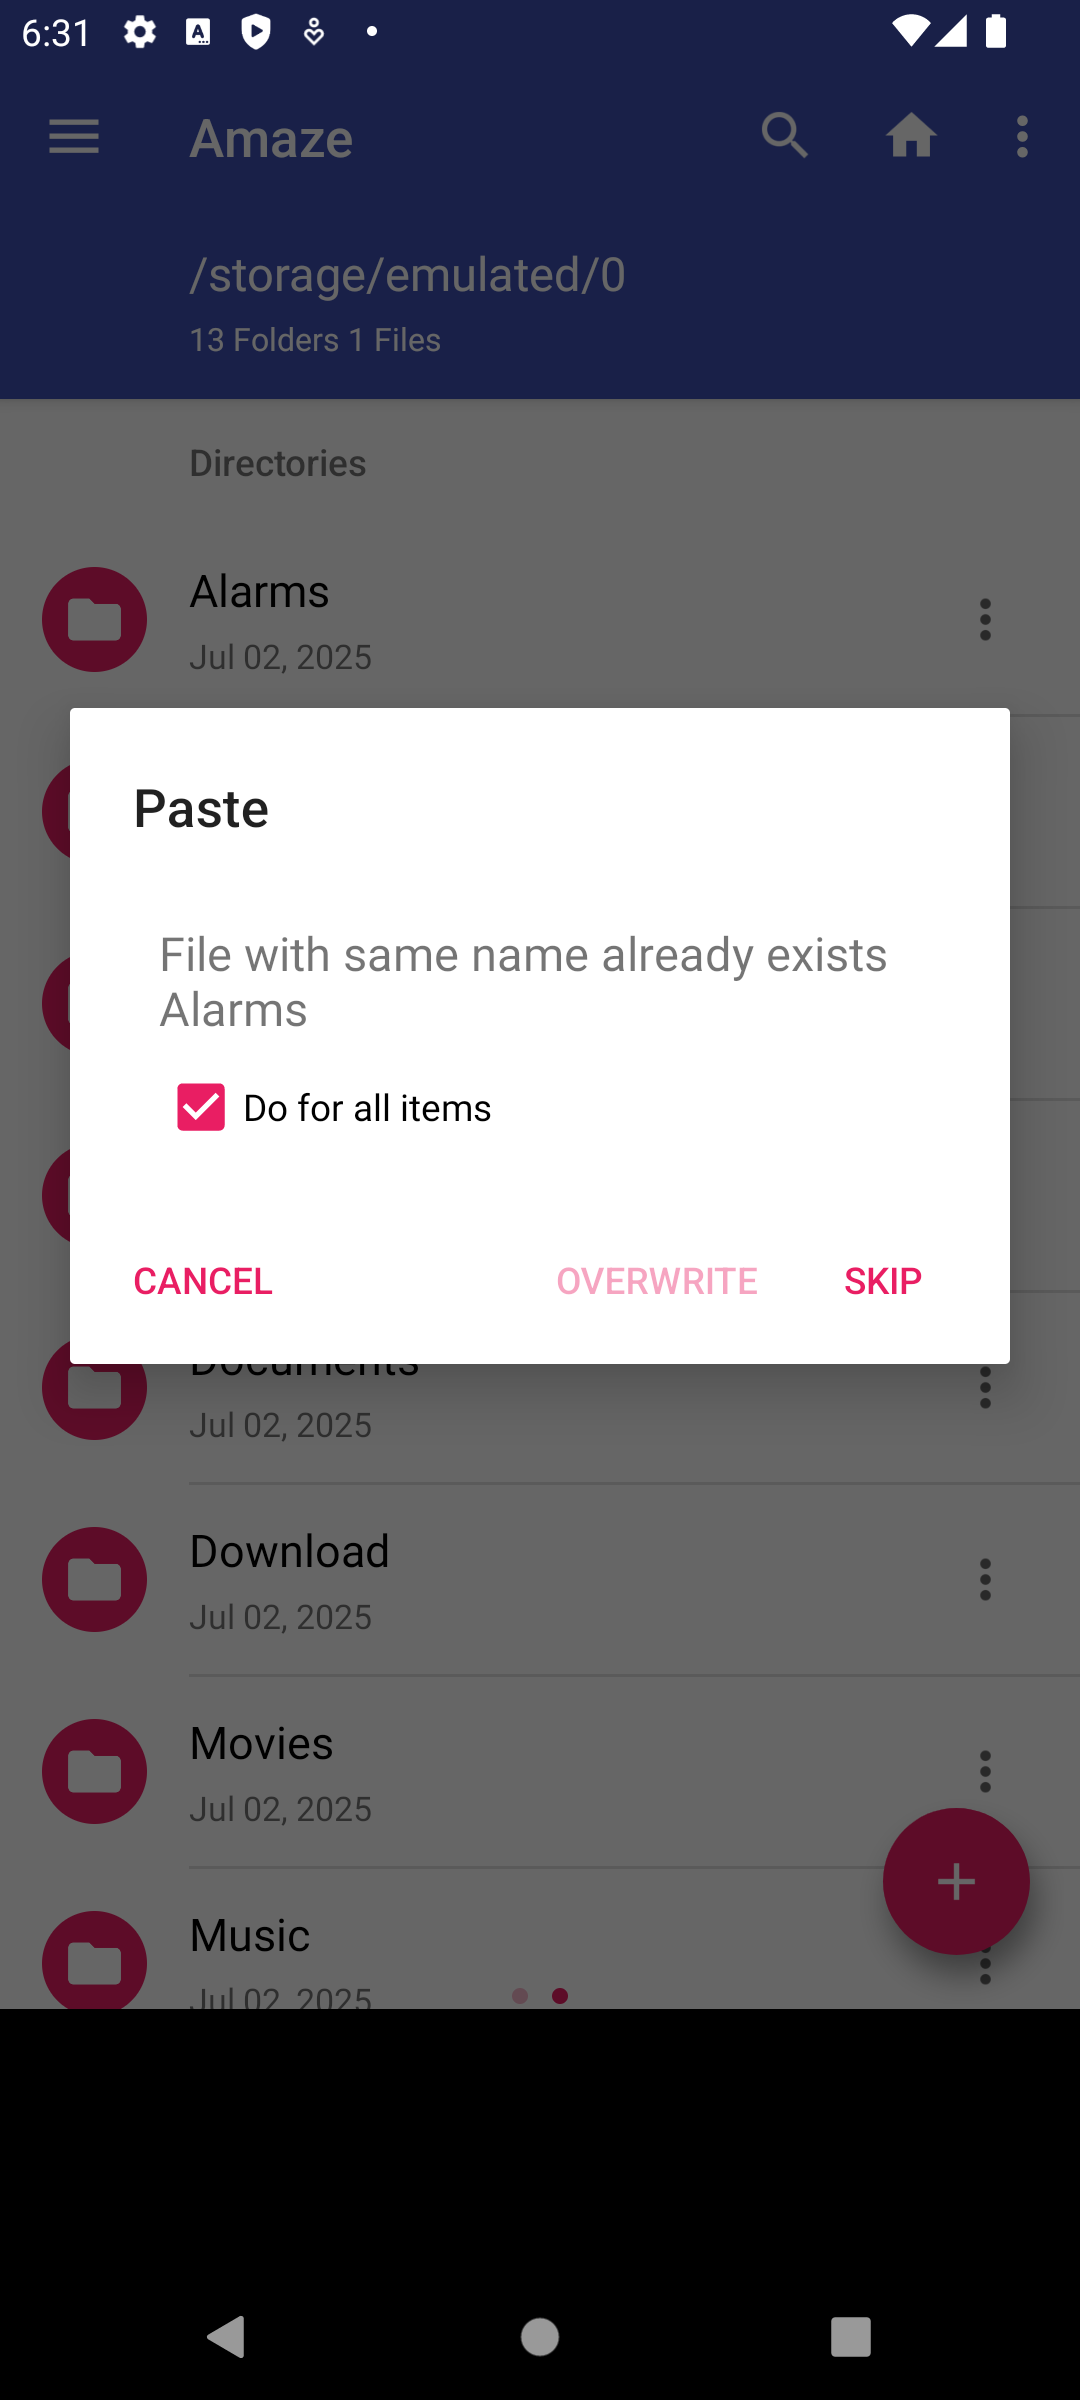 6:31
Amaze
/storage/emulated/0
13 Folders 1 Files
Directories
Alarms
Jul 02, 2025
Paste
File with same name already exists
Alarms
Do for all items
CANCEL
OVERWRITE
SKIP
Documents
Jul 02, 2025
Download
Jul 02, 2025
Movies
Jul 02, 2025
Music
Jul 02, 2025